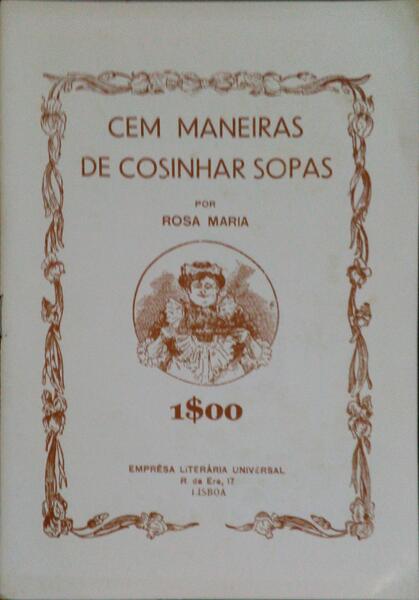 CEM MANEIRAS
DE COSINHAR SOPAS
POR
ROSA MARIA
1$00
EMPRÊSA LITERÁRIA UNIVERSAL
R. da Era, 17
LISBOA